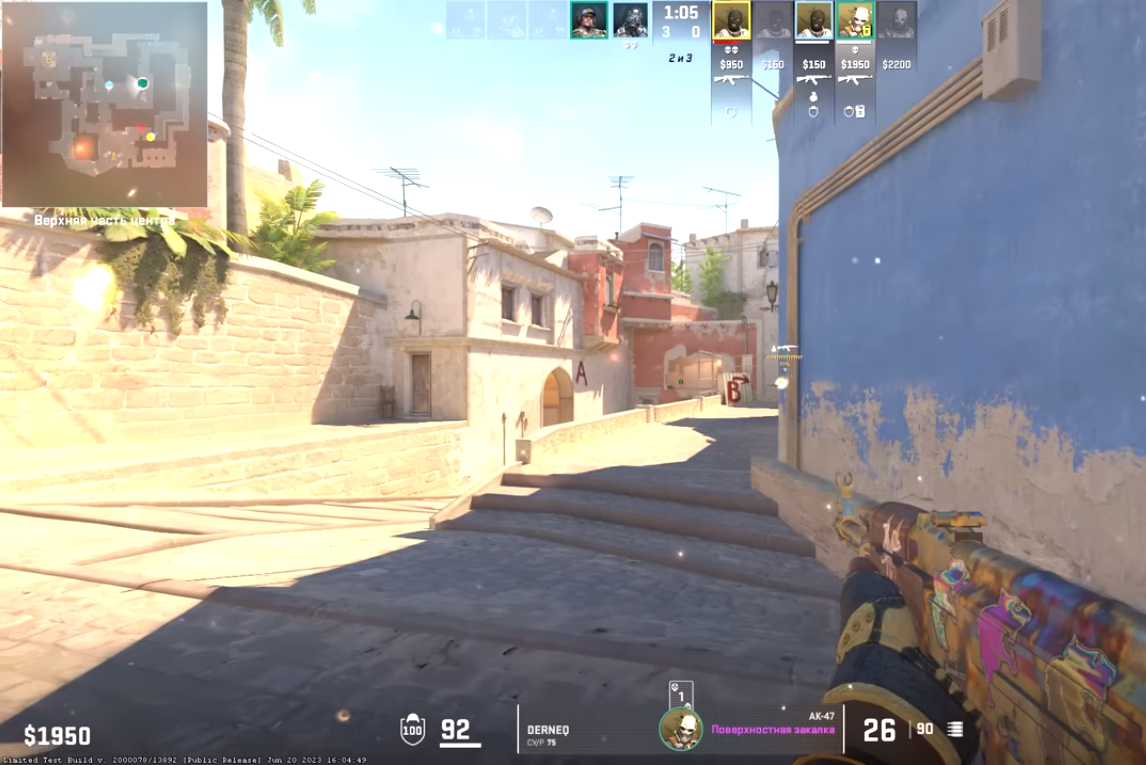 1:05
3 0
2 и 3
$950
$150
$150
$1950
$2200
A
Верхняя часть центра
A
B
$1950
100
92
DERNEQ
СУ/Р 75
1
AK-47
Поверхностная закалка
26
90
Limited Test Build v. 2000078/13892 [Public Release] Jun 20 2023 16:04:49